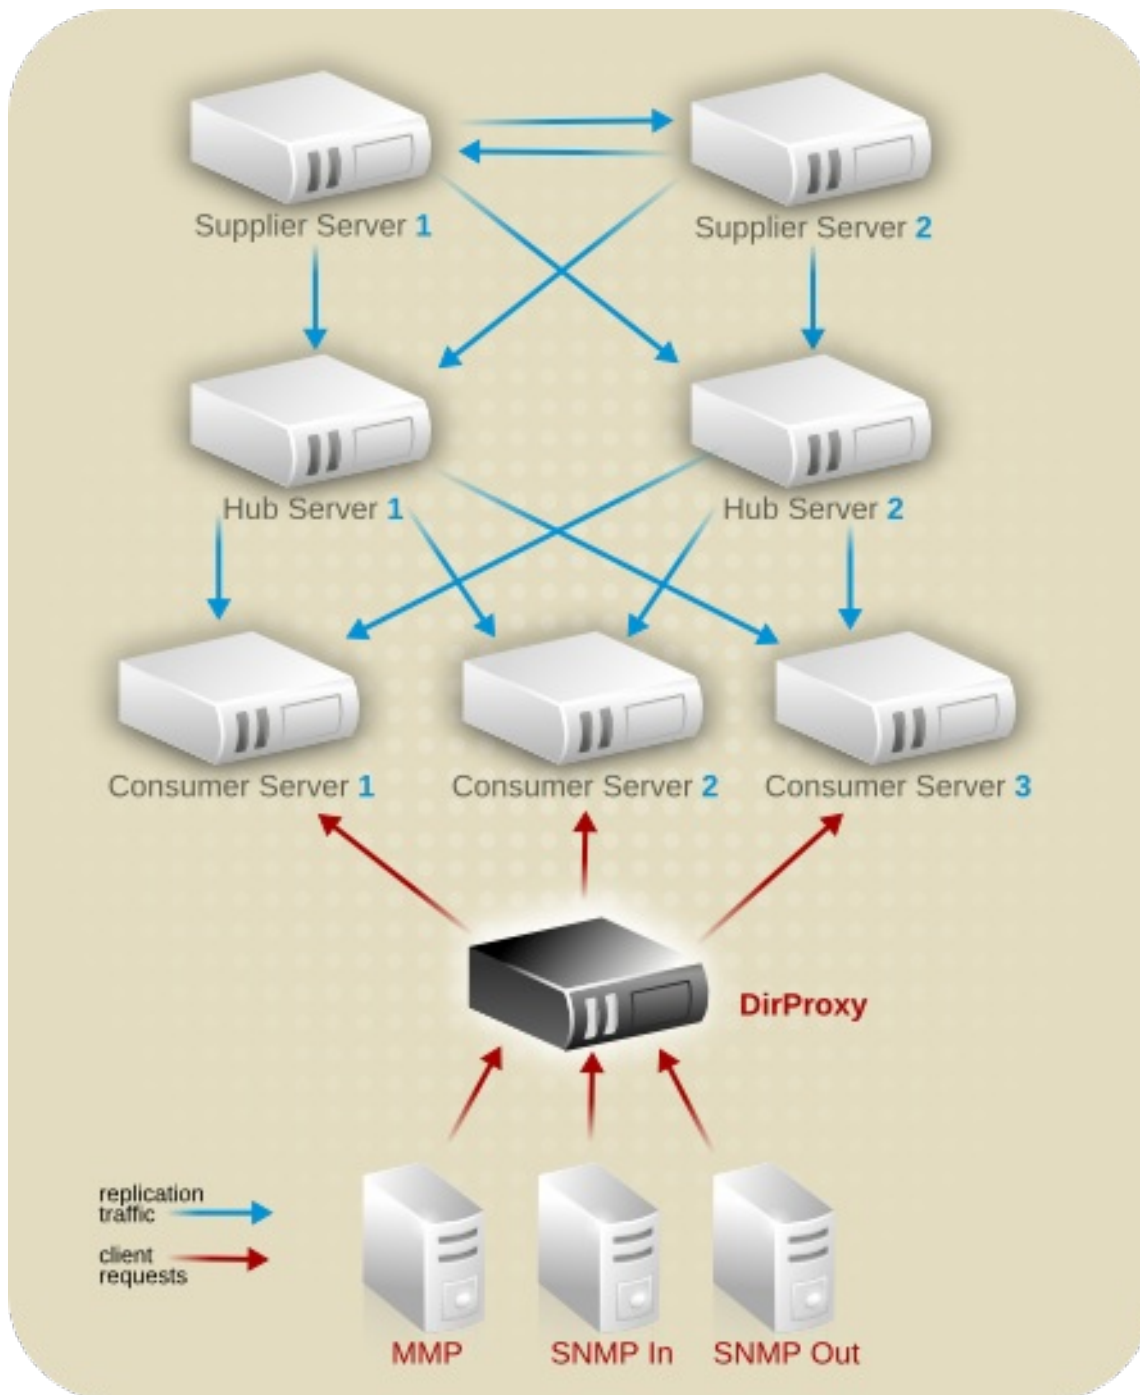 Supplier Server 1
Supplier Server 2
Hub Server 1
Hub Server 2
Consumer Server 1
Consumer Server 2
Consumer Server 3
DirProxy
replication
traffic
client
requests
MMP
SNMP In
SNMP Out